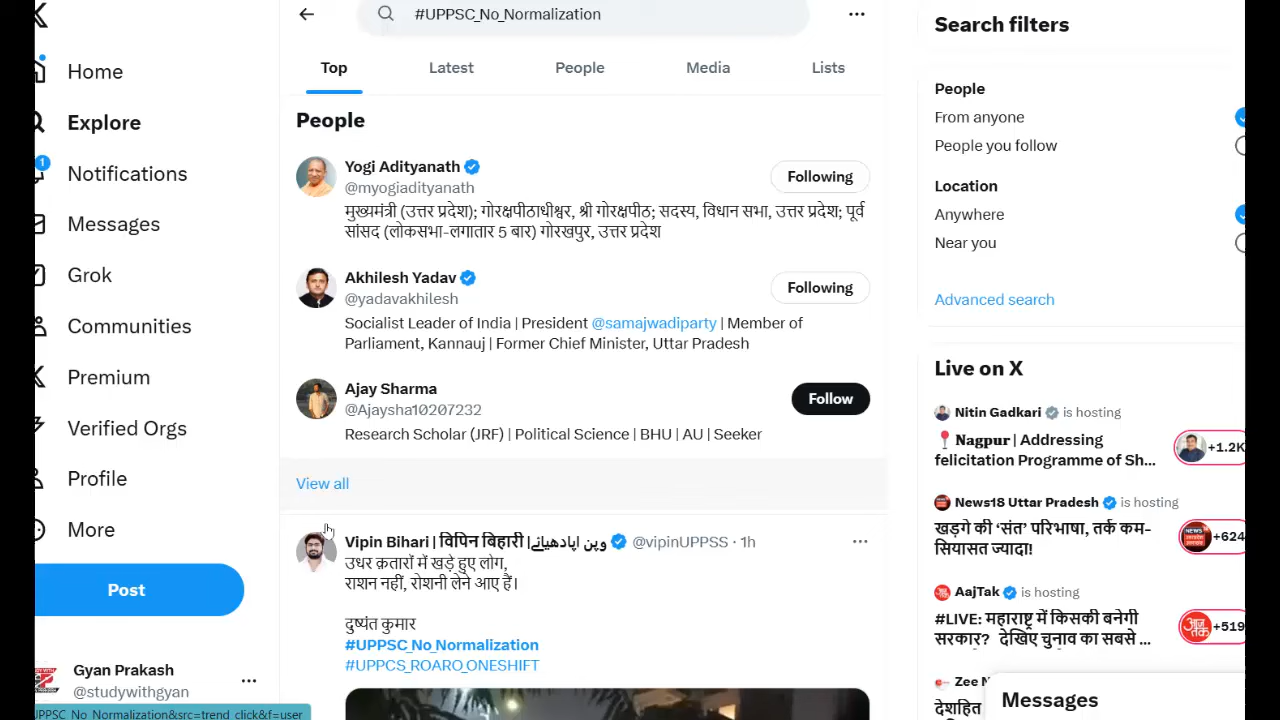 #UPPSC_No_Normalization
Home
Explore
1
Notifications
Messages
Grok
Communities
Premium
Verified Orgs
Profile
More
Post
Gyan Prakash
@studywithgyan
UPPSC_No_Normalization&src=trend_click&f=user
Top
Latest
People
Media
Lists
People
Yogi Adityanath
@myogiadityanath
Following
मुख्यमंत्री (उत्तर प्रदेश); गोरक्षपीठाधीश्वर, श्री गोरक्षपीठ; सदस्य, विधान सभा, उत्तर प्रदेश; पूर्व
सांसद (लोकसभा-लगातार 5 बार) गोरखपुर, उत्तर प्रदेश
Akhilesh Yadav
@yadavakhilesh
Following
Socialist Leader of India | President @samajwadiparty | Member of
Parliament, Kannauj | Former Chief Minister, Uttar Pradesh
Ajay Sharma
@Ajaysha10207232
Follow
Research Scholar (JRF) | Political Science | BHU | AU | Seeker
View all
Vipin Bihari | विपिन बिहारी |وپن اپادھیائے @vipinUPPSS · 1h
उधर क़तारों में खड़े हुए लोग,
राशन नहीं, रोशनी लेने आए हैं।
दुष्यंत कुमार
#UPPSC_No_Normalization
#UPPCS_ROARO_ONESHIFT
Search filters
People
From anyone
People you follow
Location
Anywhere
Near you
Advanced search
Live on X
Nitin Gadkari is hosting
Nagpur | Addressing
felicitation Programme of Sh...
+1.2K
News18 Uttar Pradesh is hosting
खड़गे की ‘संत’ परिभाषा, तर्क कम-
सियासत ज्यादा!
+624
AajTak is hosting
#LIVE: महाराष्ट्र में किसकी बनेगी
सरकार? देखिए चुनाव का सबसे ...
+519
Zee
देशहित
Messages